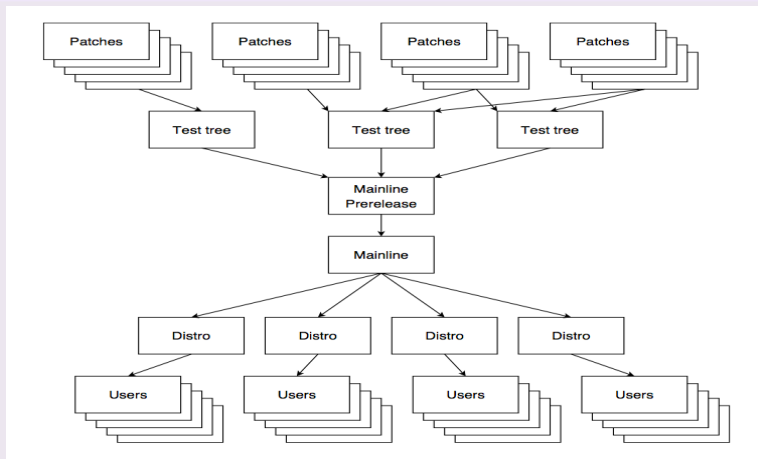 Patches
Patches
Patches
Patches
Test tree
Test tree
Test tree
Mainline
Prerelease
Mainline
Distro
Distro
Distro
Distro
Users
Users
Users
Users